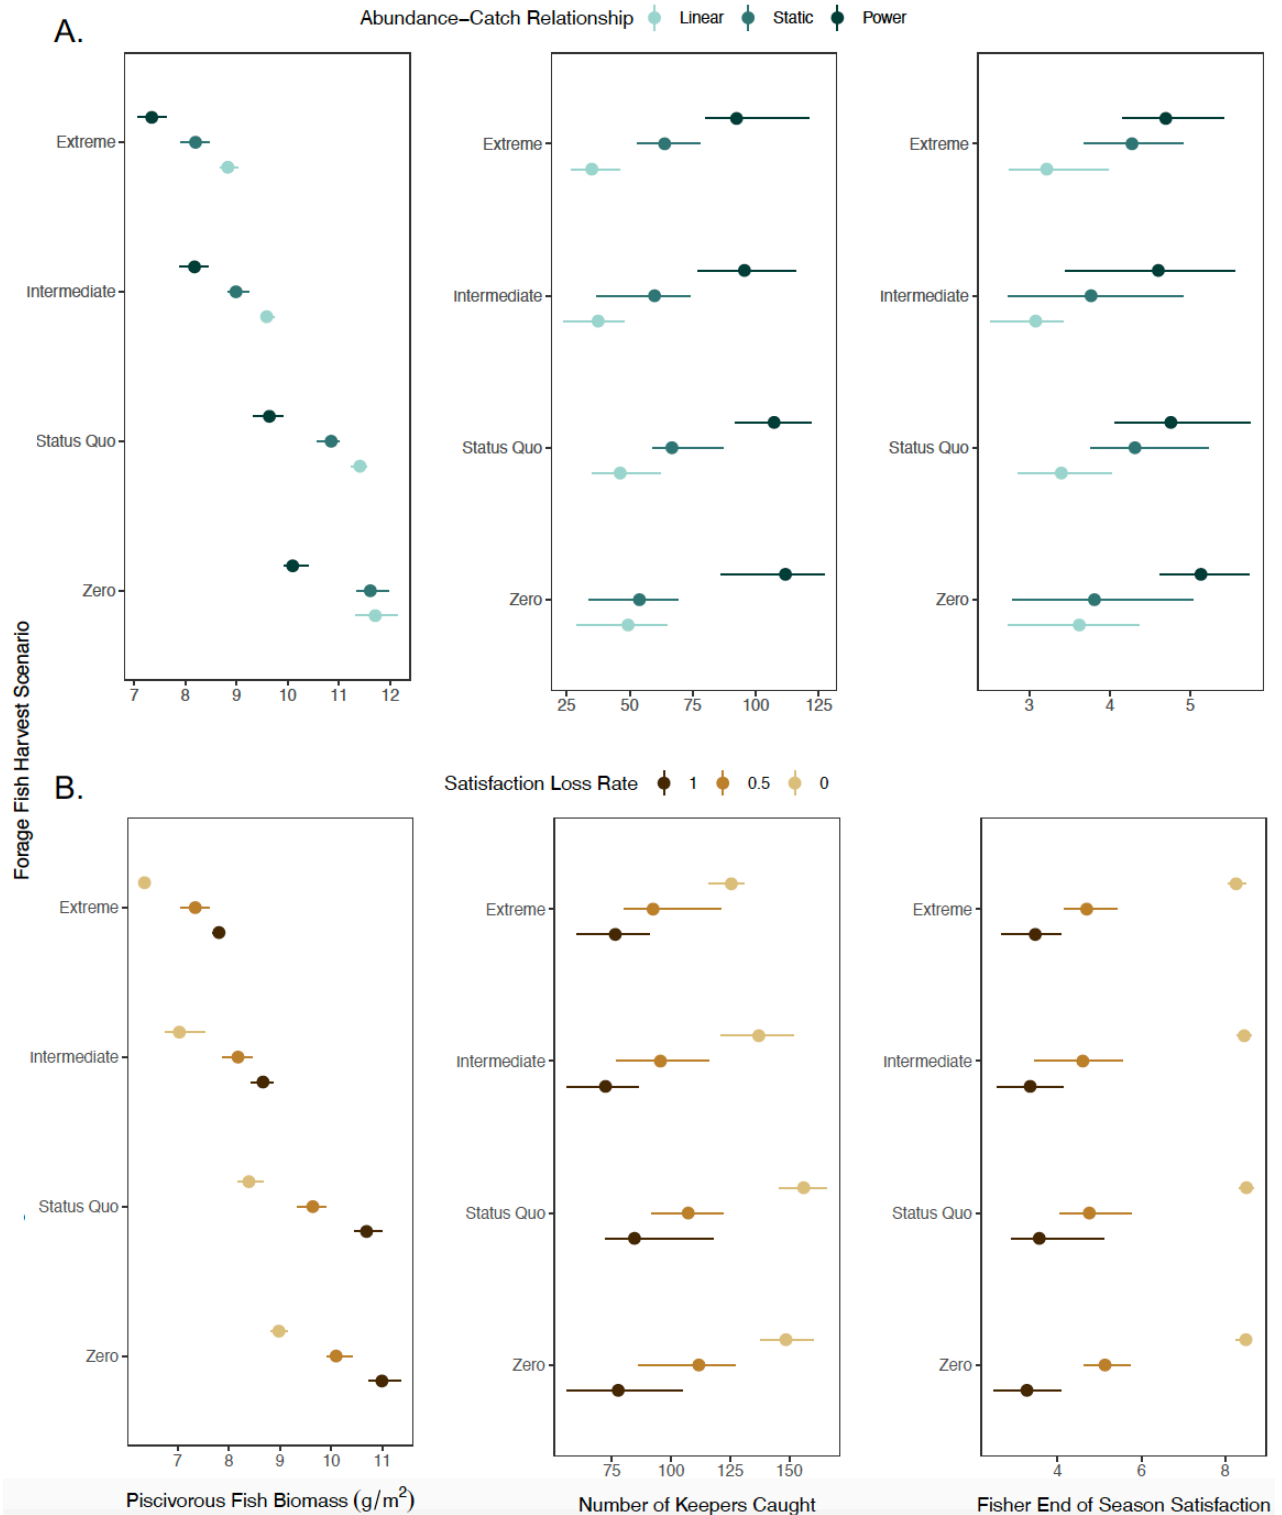 A.
Abundance–Catch Relationship Linear Static Power
Extreme
Intermediate
Status Quo
Zero
7 8 9 10 11 12
Extreme
Intermediate
Status Quo
Zero
25 50 75 100 125
Extreme
Intermediate
Status Quo
Zero
3 4 5
Forage Fish Harvest Scenario
B.
Satisfaction Loss Rate 1 0.5 0
Extreme
Intermediate
Status Quo
Zero
7 8 9 10 11
Piscivorous Fish Biomass (g/m²)
Extreme
Intermediate
Status Quo
Zero
75 100 125 150
Number of Keepers Caught
Extreme
Intermediate
Status Quo
Zero
4 6 8
Fisher End of Season Satisfaction